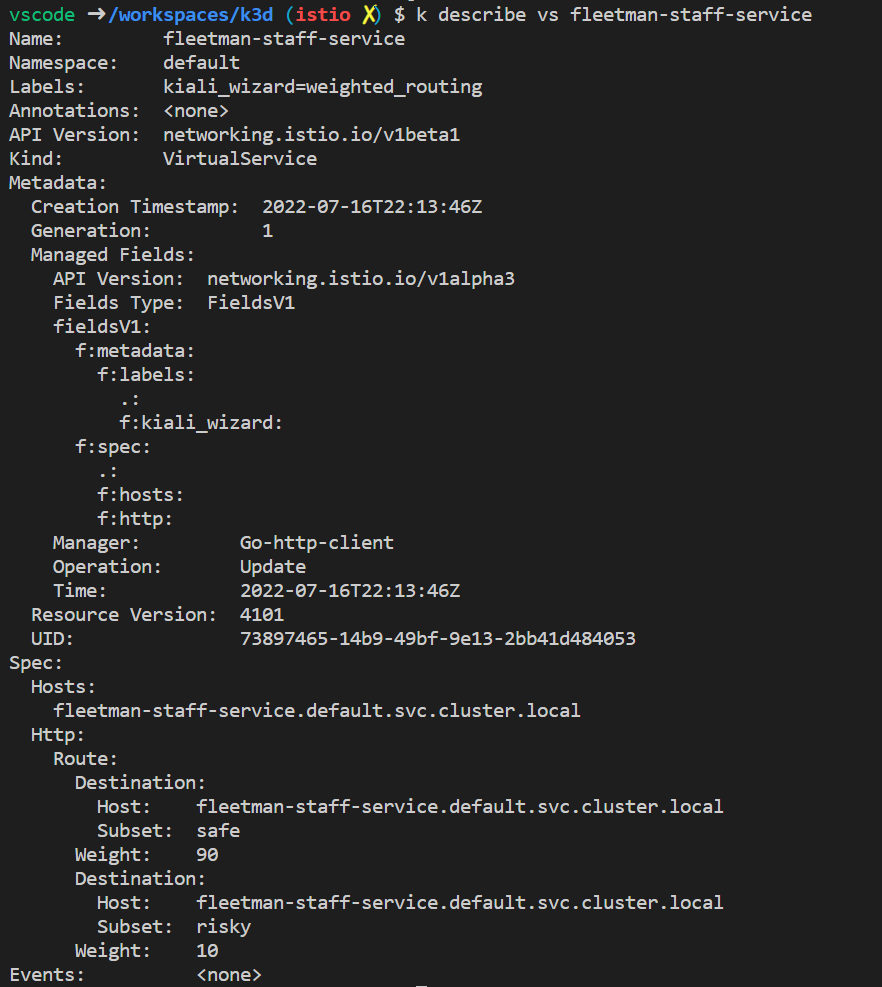 vscode ➜/workspaces/k3d (istio ✗) $ k describe vs fleetman-staff-service
Name:         fleetman-staff-service
Namespace:    default
Labels:       kiali_wizard=weighted_routing
Annotations:  <none>
API Version:  networking.istio.io/v1beta1
Kind:         VirtualService
Metadata:
  Creation Timestamp:  2022-07-16T22:13:46Z
  Generation:          1
  Managed Fields:
    API Version:  networking.istio.io/v1alpha3
    Fields Type:  FieldsV1
    fieldsV1:
      f:metadata:
        f:labels:
          .:
          f:kiali_wizard:
      f:spec:
        .:
        f:hosts:
        f:http:
    Manager:         Go-http-client
    Operation:       Update
    Time:            2022-07-16T22:13:46Z
  Resource Version:  4101
  UID:               73897465-14b9-49bf-9e13-2bb41d484053
Spec:
  Hosts:
    fleetman-staff-service.default.svc.cluster.local
  Http:
    Route:
      Destination:
        Host:    fleetman-staff-service.default.svc.cluster.local
        Subset:  safe
      Weight:    90
      Destination:
        Host:    fleetman-staff-service.default.svc.cluster.local
        Subset:  risky
      Weight:    10
Events:          <none>